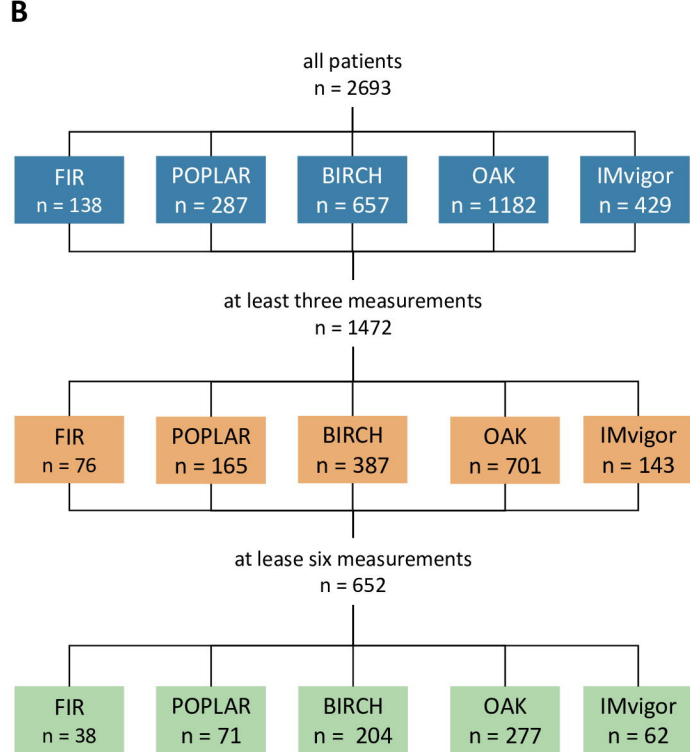 B
all patients
n = 2693
FIR
n = 138
POPLAR
n = 287
BIRCH
n = 657
OAK
n = 1182
IMvigor
n = 429
at least three measurements
n = 1472
FIR
n = 76
POPLAR
n = 165
BIRCH
n = 387
OAK
n = 701
IMvigor
n = 143
at lease six measurements
n = 652
FIR
n = 38
POPLAR
n = 71
BIRCH
n = 204
OAK
n = 277
IMvigor
n = 62